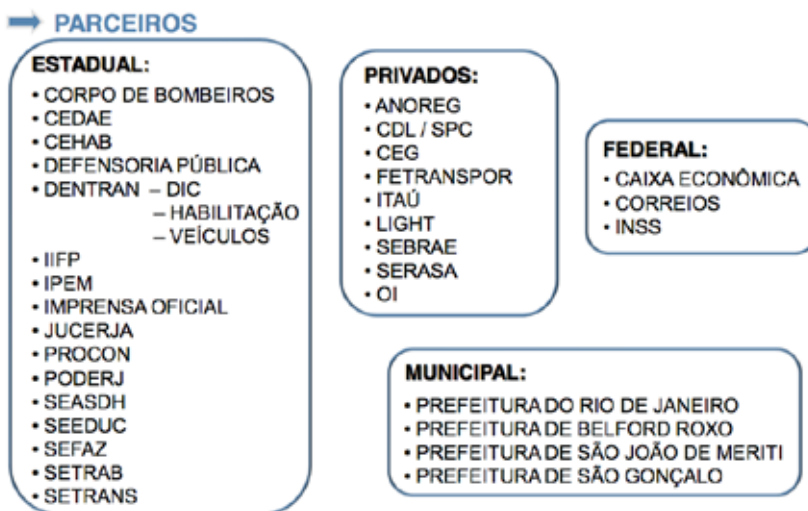 PARCEIROS
ESTADUAL:
• CORPO DE BOMBEIROS
• CEDAE
• CEHAB
• DEFENSORIA PÚBLICA
• DENTRAN – DIC
– HABILITAÇÃO
– VEÍCULOS
• IIFP
• IPEM
• IMPRENSA OFICIAL
• JUCERJA
• PROCON
• PODERJ
• SEASDH
• SEEDUC
• SEFAZ
• SETRAB
• SETRANS
PRIVADOS:
• ANOREG
• CDL / SPC
• CEG
• FETRANSPOR
• ITAÚ
• LIGHT
• SEBRAE
• SERASA
• OI
FEDERAL:
• CAIXA ECONÔMICA
• CORREIOS
• INSS
MUNICIPAL:
• PREFEITURA DO RIO DE JANEIRO
• PREFEITURA DE BELFORD ROXO
• PREFEITURA DE SÃO JOÃO DE MERITI
• PREFEITURA DE SÃO GONÇALO